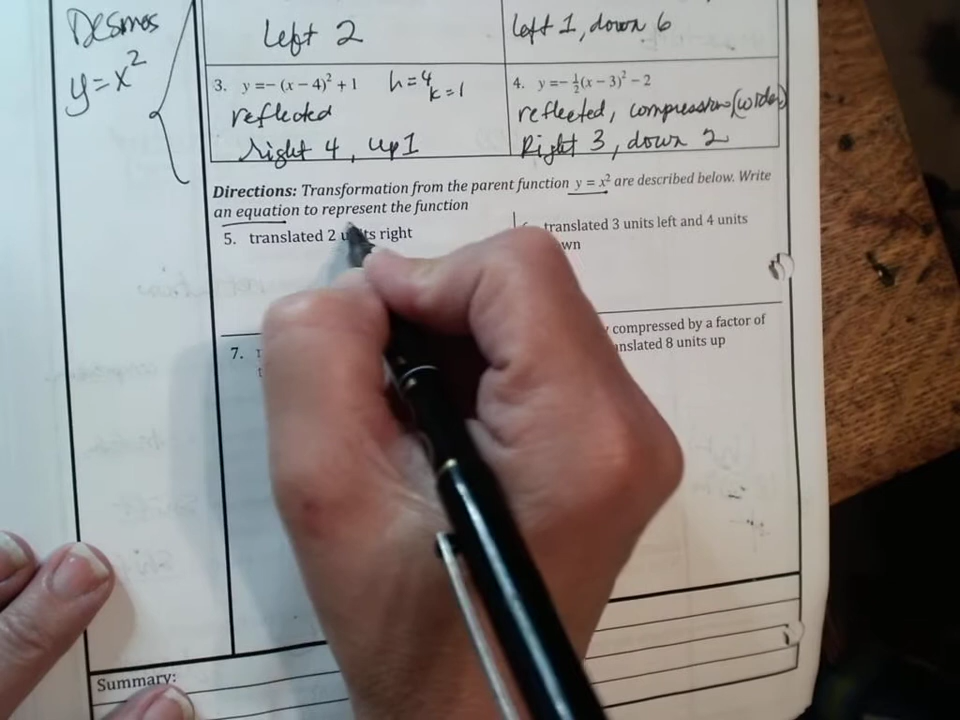 Desmos
y=x²
left 2
left 1, down 6
3. y =−(x−4)² + 1 h=4
k=1
reflected
right 4, up 1
4. y=−½(x−3)² − 2
reflected, compression (wider)
Right 3, down 2
Directions: Transformation from the parent function y = x² are described below. Write
an equation to represent the function
5. translated 2 units right
translated 3 units left and 4 units
7.
compressed by a factor of
translated 8 units up
Summary: